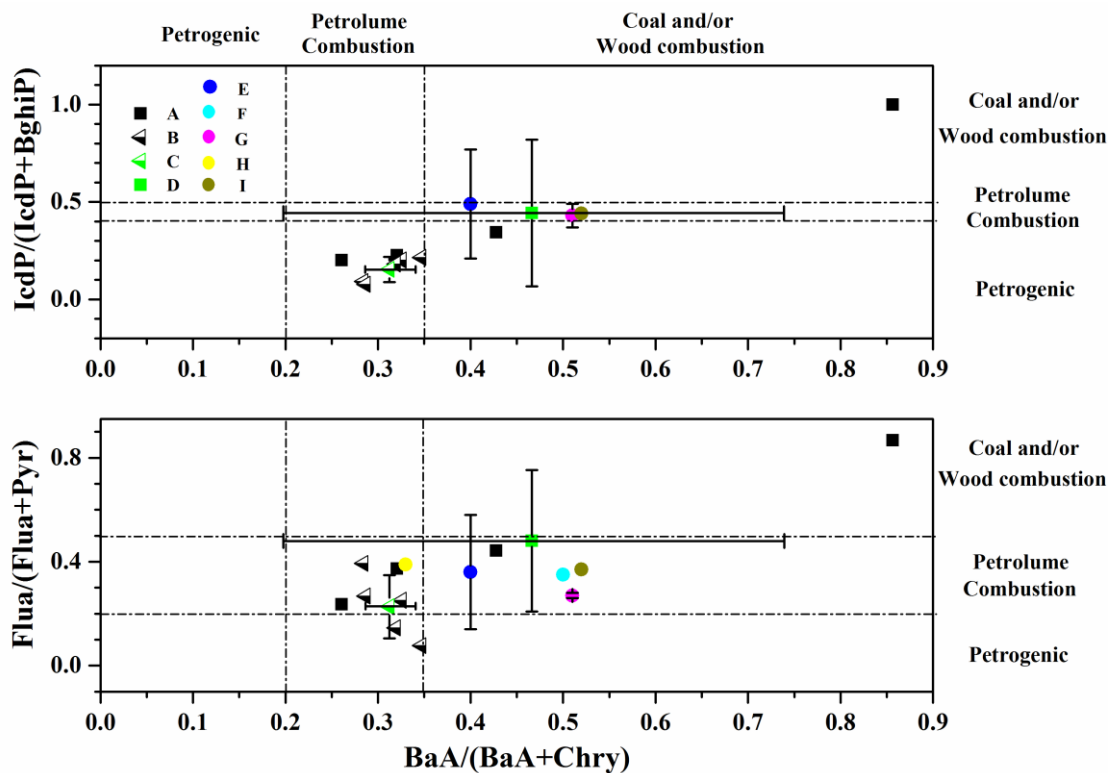 Petrogenic
Petrolume
Combustion
Coal and/or
Wood combustion
IcdP/(IcdP+BghiP)
1.0
0.5
0.0
A
B
C
D
E
F
G
H
I
Coal and/or
Wood combustion
Petrolume
Combustion
Petrogenic
0.0 0.1 0.2 0.3 0.4 0.5 0.6 0.7 0.8 0.9
Flua/(Flua+Pyr)
0.8
0.4
0.0
Coal and/or
Wood combustion
Petrolume
Combustion
Petrogenic
0.0 0.1 0.2 0.3 0.4 0.5 0.6 0.7 0.8 0.9
BaA/(BaA+Chry)